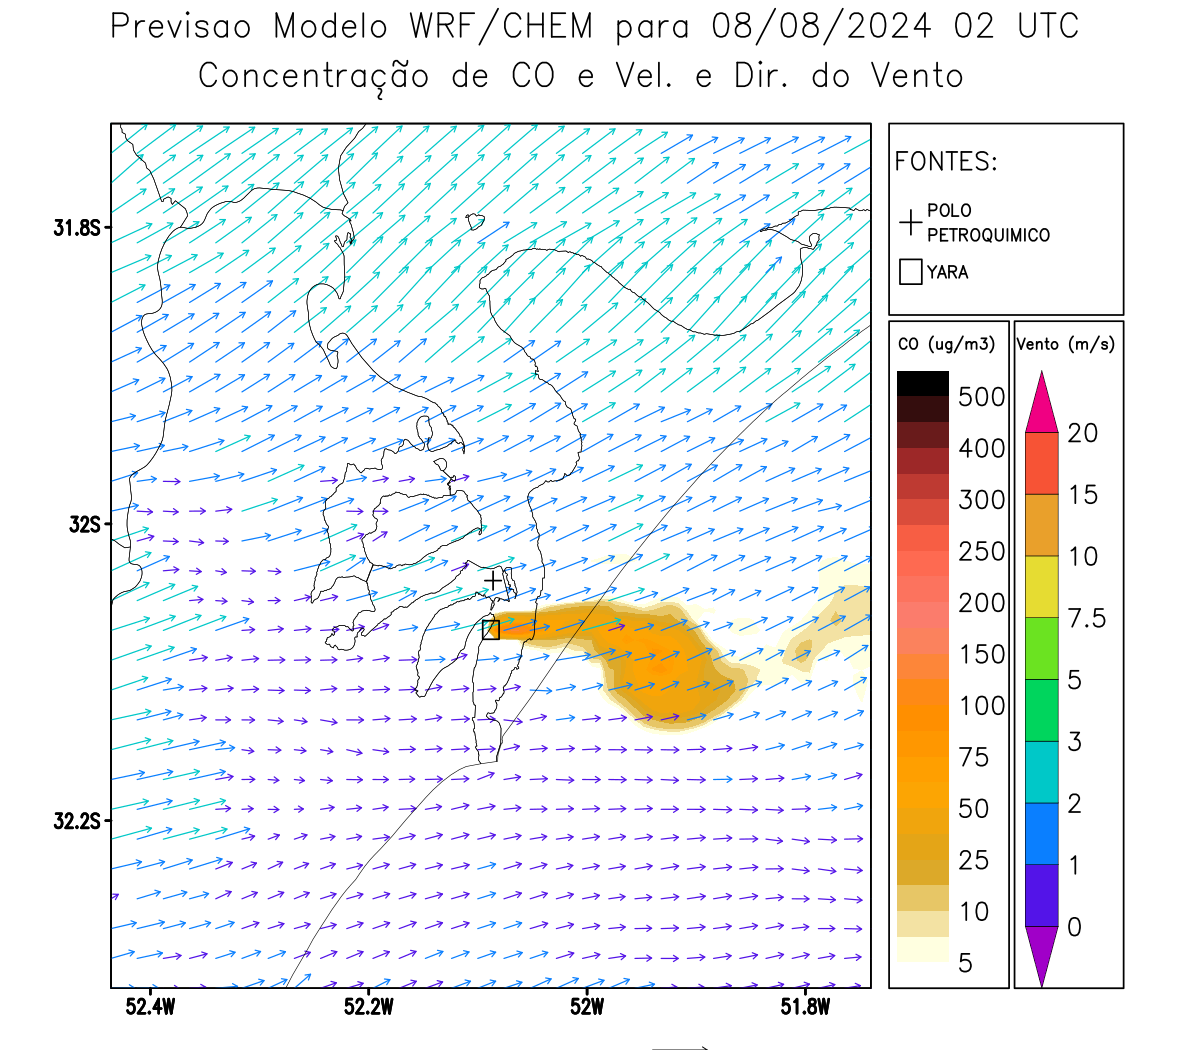 Previsao Modelo WRF/CHEM para 08/08/2024 02 UTC
Concentração de CO e Vel. e Dir. do Vento
FONTES:
POLO
PETROQUIMICO
YARA
CO (ug/m3)
500
400
300
250
200
150
100
75
50
25
10
5
Vento (m/s)
20
15
10
7.5
5
3
2
1
0
31.8S
32S
32.2S
52.4W
52.2W
52W
51.8W